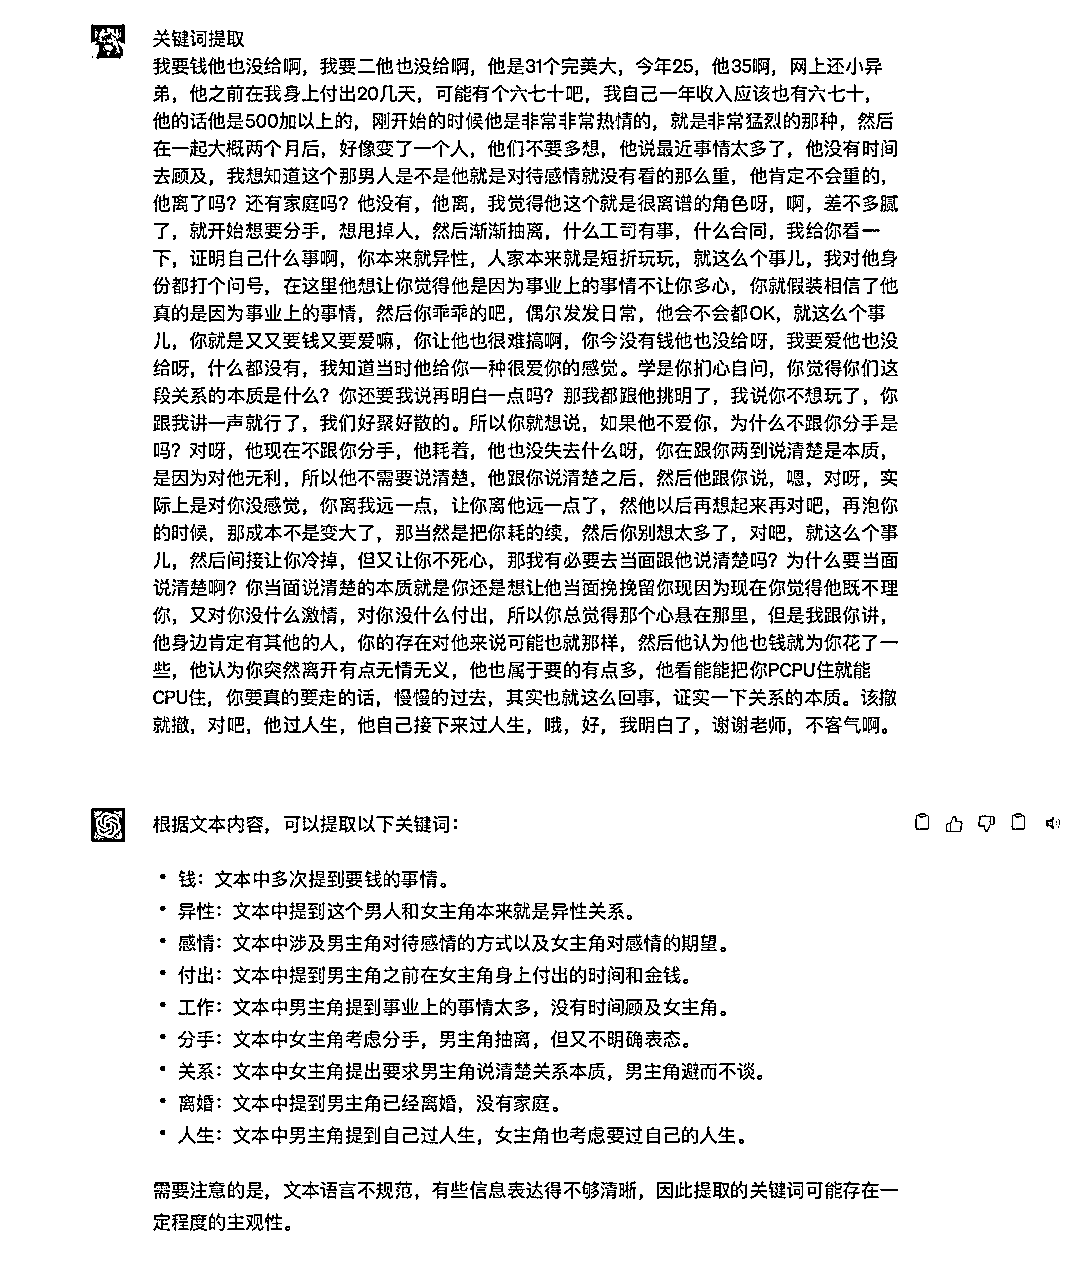 关键词提取
我要钱他也没给啊，我要二他也没给啊，他是31个完美大，今年25，他35啊，网上还小异
弟，他之前在我身上付出20几天，可能有个六七十吧，我自己一年收入应该也有六七十，
他的话他是500加以上的，刚开始的时候他是非常非常热情的，就是非常猛烈的那种，然后
在一起大概两个月后，好像变了一个人，他们不要多想，他说最近事情太多了，他没有时间
去顾及，我想知道这个那男人是不是他就是对待感情就没有看的那么重，他肯定不会重的，
他离了吗？还有家庭吗？他没有，他离，我觉得他这个就是很离谱的角色呀，啊，差不多腻
了，就开始想要分手，想甩掉人，然后渐渐抽离，什么工司有事，什么合同，我给你看一
下，证明自己什么事啊，你本来就异性，人家本来就是短折玩玩，就这么个事儿，我对他身
份都打个问号，在这里他想让你觉得他是因为事业上的事情不让你多心，你就假装相信了他
真的是因为事业上的事情，然后你乖乖的吧，偶尔发发日常，他会不会都OK，就这么个事
儿，你就是又又要钱又要爱嘛，你让他也很难搞啊，你今没有钱他也没给呀，我要爱他也没
给呀，什么都没有，我知道当时他给你一种很爱你的感觉。学是你扪心自问，你觉得你们这
段关系的本质是什么？你还要我说再明白一点吗？那我都跟他挑明了，我说你不想玩了，你
跟我讲一声就行了，我们好聚好散的。所以你就想说，如果他不爱你，为什么不跟你分手是
吗？对呀，他现在不跟你分手，他耗着，他也没失去什么呀，你在跟你两到说清楚是本质，
是因为对他无利，所以他不需要说清楚，他跟你说清楚之后，然后他跟你说，嗯，对呀，实
际上是对你没感觉，你离我远一点，让你离他远一点了，然他以后再想起来再对吧，再泡你
的时候，那成本不是变大了，那当然是把你耗的续，然后你别想太多了，对吧，就这么个事
儿，然后间接让你冷掉，但又让你不死心，那我有必要去当面跟他说清楚吗？为什么要当面
说清楚啊？你当面说清楚的本质就是你还是想让他当面挽挽留你现因为现在你觉得他既不理
你，又对你没什么激情，对你没什么付出，所以你总觉得那个心悬在那里，但是我跟你讲，
他身边肯定有其他的人，你的存在对他来说可能也就那样，然后他认为他也钱就为你花了一
些，他认为你突然离开有点无情无义，他也属于要的有点多，他看能能把你PCPU住就能
CPU住，你要真的要走的话，慢慢的过去，其实也就这么回事，证实一下关系的本质。该撤
就撤，对吧，他过人生，他自己接下来过人生，哦，好，我明白了，谢谢老师，不客气啊。
根据文本内容，可以提取以下关键词：
• 钱：文本中多次提到要钱的事情。
• 异性：文本中提到这个男人和女主角本来就是异性关系。
• 感情：文本中涉及男主角对待感情的方式以及女主角对感情的期望。
• 付出：文本中提到男主角之前在女主角身上付出的时间和金钱。
• 工作：文本中男主角提到事业上的事情太多，没有时间顾及女主角。
• 分手：文本中女主角考虑分手，男主角抽离，但又不明确表态。
• 关系：文本中女主角提出要求男主角说清楚关系本质，男主角避而不谈。
• 离婚：文本中提到男主角已经离婚，没有家庭。
• 人生：文本中男主角提到自己过人生，女主角也考虑要过自己的人生。
需要注意的是，文本语言不规范，有些信息表达得不够清晰，因此提取的关键词可能存在一
定程度的主观性。